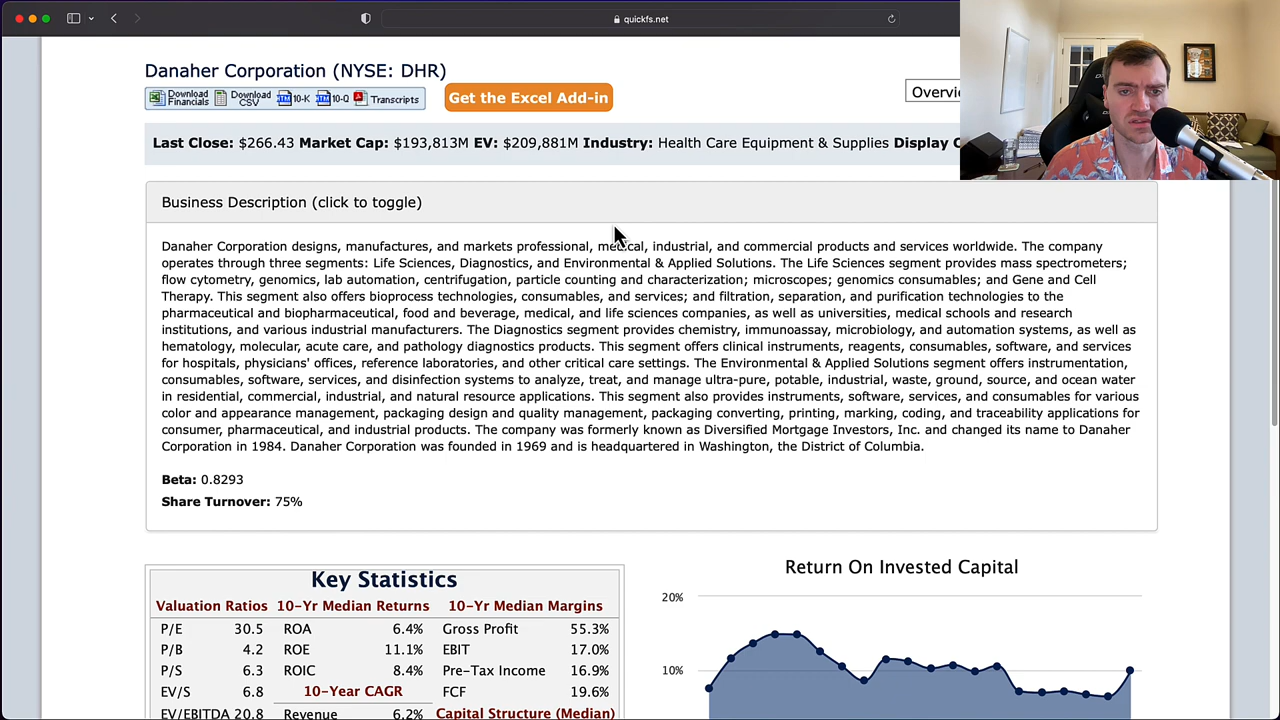 quickfs.net
Danaher Corporation (NYSE: DHR)
Download Financials Download CSV 10-K 10-Q Transcripts
Get the Excel Add-in
Overvi
Last Close: $266.43 Market Cap: $193,813M EV: $209,881M Industry: Health Care Equipment & Supplies Display C
Business Description (click to toggle)
Danaher Corporation designs, manufactures, and markets professional, medical, industrial, and commercial products and services worldwide. The company
operates through three segments: Life Sciences, Diagnostics, and Environmental & Applied Solutions. The Life Sciences segment provides mass spectrometers;
flow cytometry, genomics, lab automation, centrifugation, particle counting and characterization; microscopes; genomics consumables; and Gene and Cell
Therapy. This segment also offers bioprocess technologies, consumables, and services; and filtration, separation, and purification technologies to the
pharmaceutical and biopharmaceutical, food and beverage, medical, and life sciences companies, as well as universities, medical schools and research
institutions, and various industrial manufacturers. The Diagnostics segment provides chemistry, immunoassay, microbiology, and automation systems, as well as
hematology, molecular, acute care, and pathology diagnostics products. This segment offers clinical instruments, reagents, consumables, software, and services
for hospitals, physicians' offices, reference laboratories, and other critical care settings. The Environmental & Applied Solutions segment offers instrumentation,
consumables, software, services, and disinfection systems to analyze, treat, and manage ultra-pure, potable, industrial, waste, ground, source, and ocean water
in residential, commercial, industrial, and natural resource applications. This segment also provides instruments, software, services, and consumables for various
color and appearance management, packaging design and quality management, packaging converting, printing, marking, coding, and traceability applications for
consumer, pharmaceutical, and industrial products. The company was formerly known as Diversified Mortgage Investors, Inc. and changed its name to Danaher
Corporation in 1984. Danaher Corporation was founded in 1969 and is headquartered in Washington, the District of Columbia.
Beta: 0.8293
Share Turnover: 75%
Key Statistics
Valuation Ratios 10-Yr Median Returns 10-Yr Median Margins
P/E 30.5 ROA 6.4% Gross Profit 55.3%
P/B 4.2 ROE 11.1% EBIT 17.0%
P/S 6.3 ROIC 8.4% Pre-Tax Income 16.9%
EV/S 6.8 10-Year CAGR FCF 19.6%
EV/EBITDA 20.8 Revenue 6.2% Capital Structure (Median)
Return On Invested Capital
20%
10%